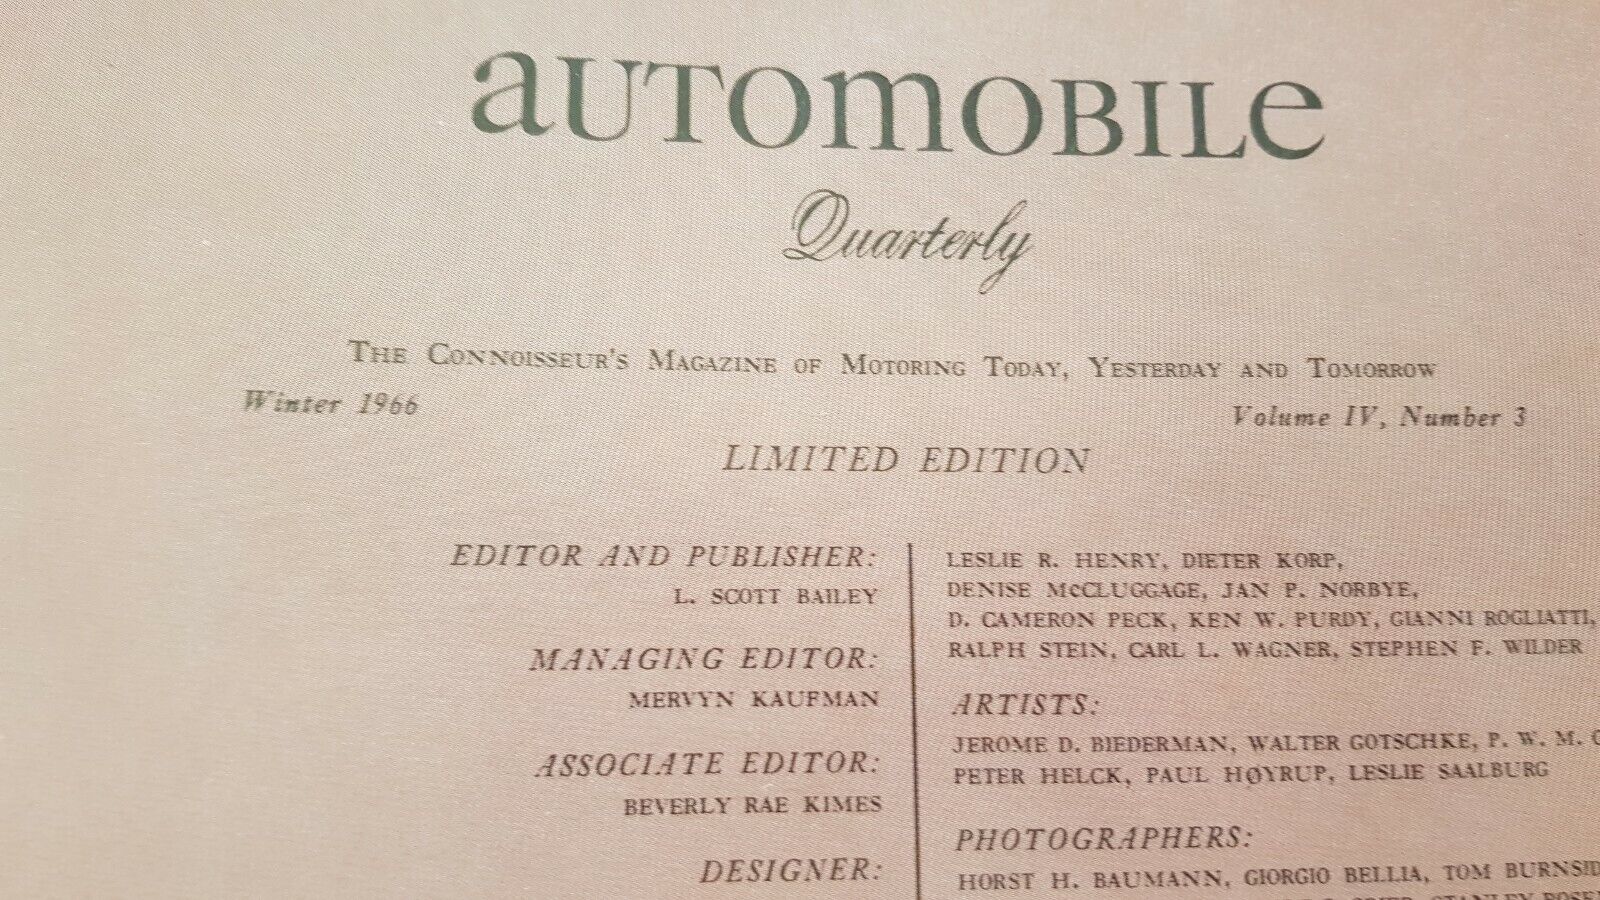 aUTOmOBILe
Quarterly
THE CONNOISSEUR'S MAGAZINE OF MOTORING TODAY, YESTERDAY AND TOMORROW
Winter 1966 Volume IV, Number 3
LIMITED EDITION
EDITOR AND PUBLISHER:
L. SCOTT BAILEY
MANAGING EDITOR:
MERVYN KAUFMAN
ASSOCIATE EDITOR:
BEVERLY RAE KIMES
DESIGNER:
LESLIE R. HENRY, DIETER KORP,
DENISE McCLUGGAGE, JAN P. NORBYE,
D. CAMERON PECK, KEN W. PURDY, GIANNI ROGLIATTI,
RALPH STEIN, CARL L. WAGNER, STEPHEN F. WILDER
ARTISTS:
JEROME D. BIEDERMAN, WALTER GOTSCHKE, P. W. M.
PETER HELCK, PAUL HØYRUP, LESLIE SAALBURG
PHOTOGRAPHERS:
HORST H. BAUMANN, GIORGIO BELLIA, TOM BURNSID